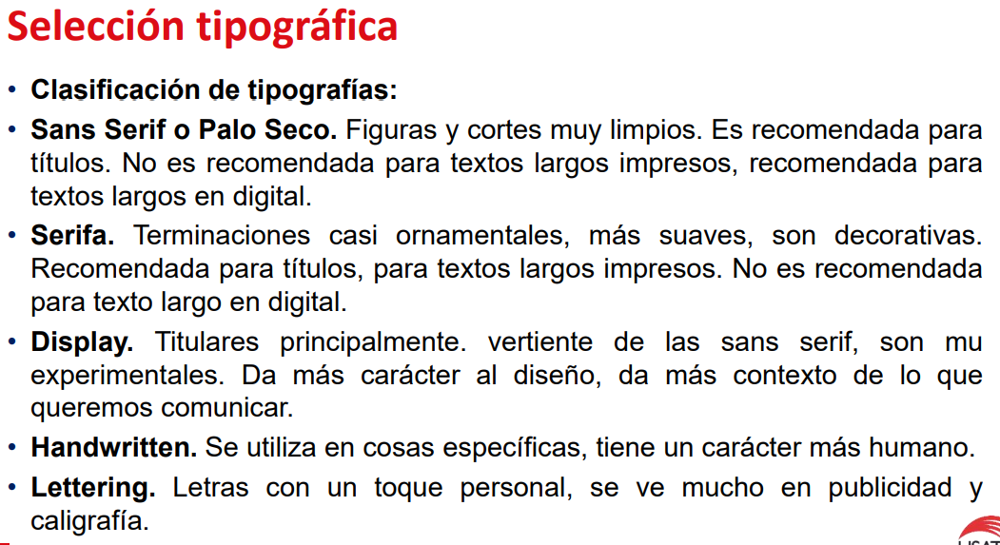 Selección tipográfica
• Clasificación de tipografías:
• Sans Serif o Palo Seco. Figuras y cortes muy limpios. Es recomendada para
títulos. No es recomendada para textos largos impresos, recomendada para
textos largos en digital.
• Serifa. Terminaciones casi ornamentales, más suaves, son decorativas.
Recomendada para títulos, para textos largos impresos. No es recomendada
para texto largo en digital.
• Display. Titulares principalmente. vertiente de las sans serif, son mu
experimentales. Da más carácter al diseño, da más contexto de lo que
queremos comunicar.
• Handwritten. Se utiliza en cosas específicas, tiene un carácter más humano.
• Lettering. Letras con un toque personal, se ve mucho en publicidad y
caligrafía.